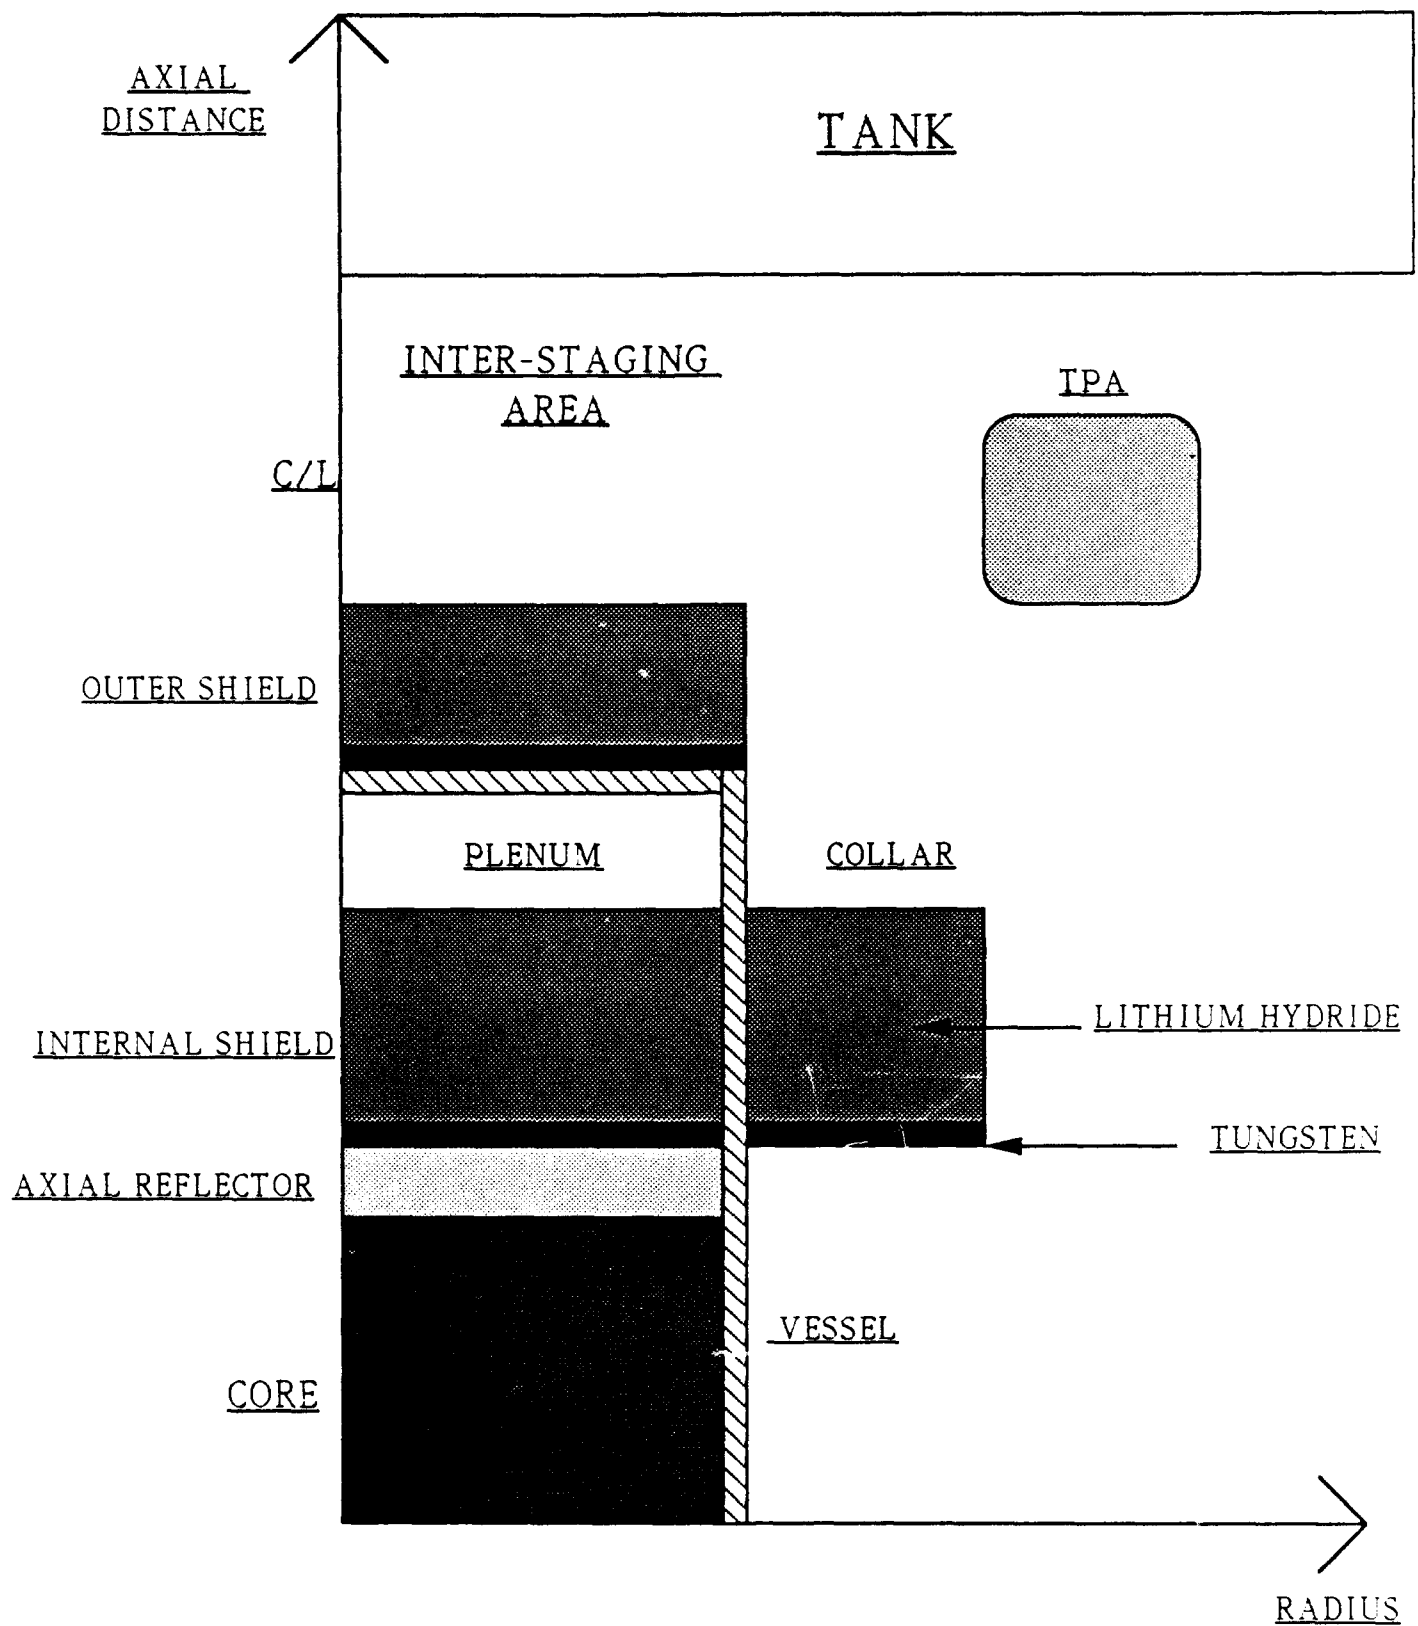 AXIAL
DISTANCE
TANK
INTER-STAGING
AREA
TPA
C/L
OUTER SHIELD
PLENUM
COLLAR
LITHIUM HYDRIDE
INTERNAL SHIELD
TUNGSTEN
AXIAL REFLECTOR
VESSEL
CORE
RADIUS